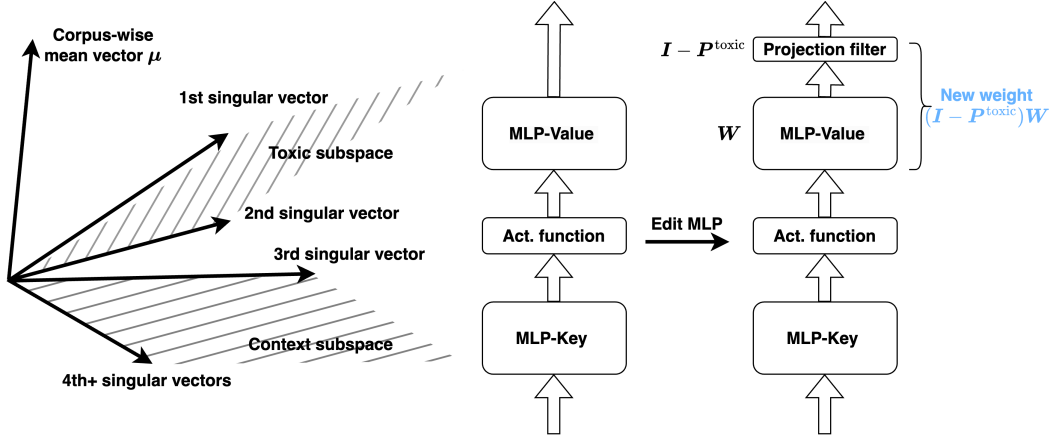 Corpus-wise
mean vector μ
1st singular vector
Toxic subspace
2nd singular vector
3rd singular vector
Context subspace
4th+ singular vectors
MLP-Value
Act. function
MLP-Key
Edit MLP
I − P^toxic
Projection filter
W
MLP-Value
Act. function
MLP-Key
New weight
(I − P^toxic)W